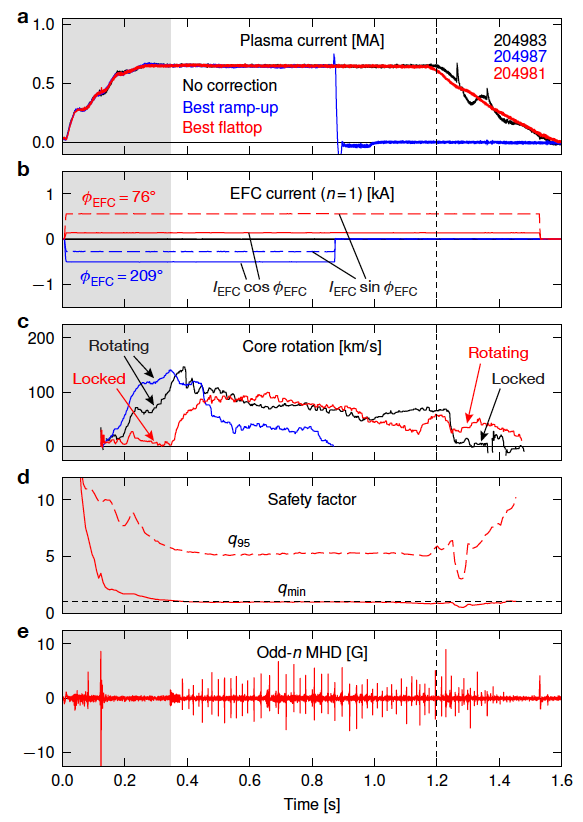 a
1.0
0.5
0.0
Plasma current [MA]
204983
204987
204981
No correction
Best ramp-up
Best flattop
b
1
0
−1
ϕEFC = 76°
EFC current (n = 1) [kA]
ϕEFC = 209°
IEFC cos ϕEFC
IEFC sin ϕEFC
c
200
100
0
Core rotation [km/s]
Rotating
Locked
Rotating
Locked
d
10
5
0
Safety factor
q95
qmin
e
10
0
−10
Odd-n MHD [G]
0.0 0.2 0.4 0.6 0.8 1.0 1.2 1.4 1.6
Time [s]